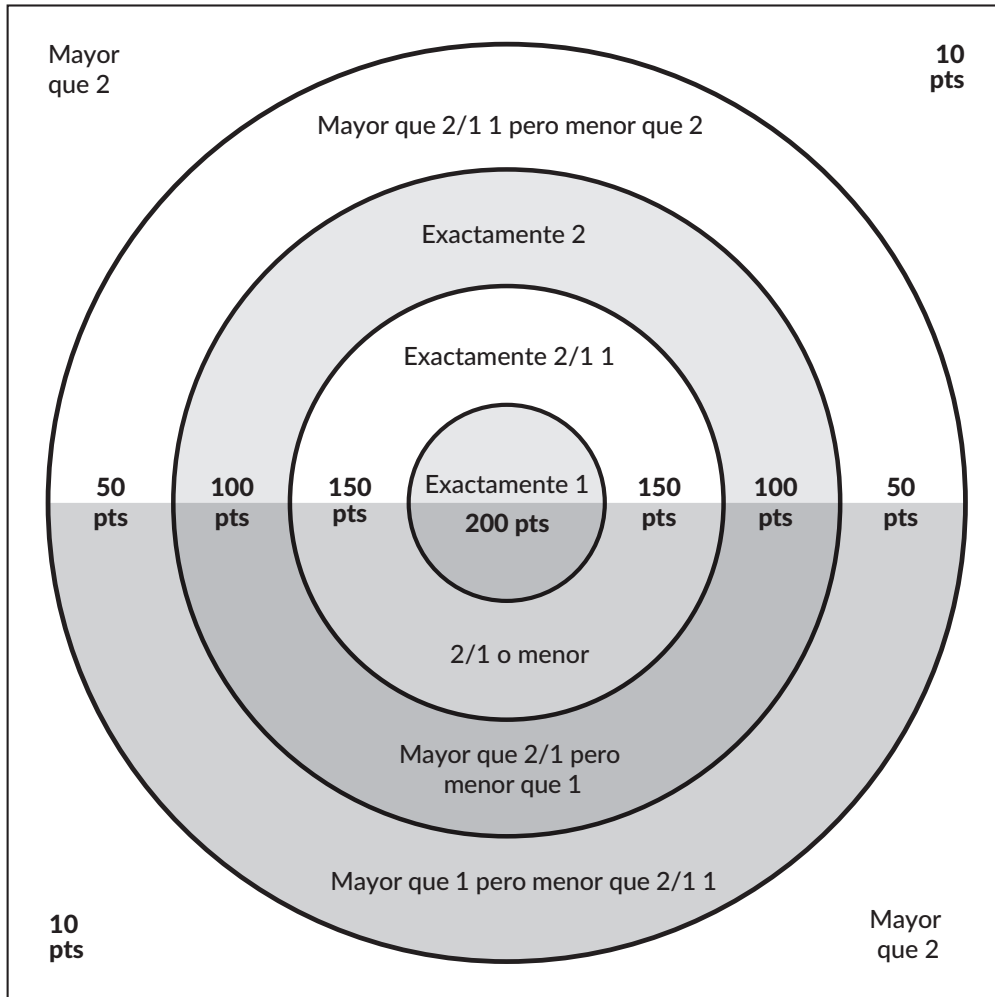 Mayor
que 2
10
pts
Mayor que 2/1 1 pero menor que 2
Exactamente 2
Exactamente 2/1 1
50
pts
100
pts
150
pts
Exactamente 1
200 pts
150
pts
100
pts
50
pts
2/1 o menor
Mayor que 2/1 pero
menor que 1
Mayor que 1 pero menor que 2/1 1
10
pts
Mayor
que 2